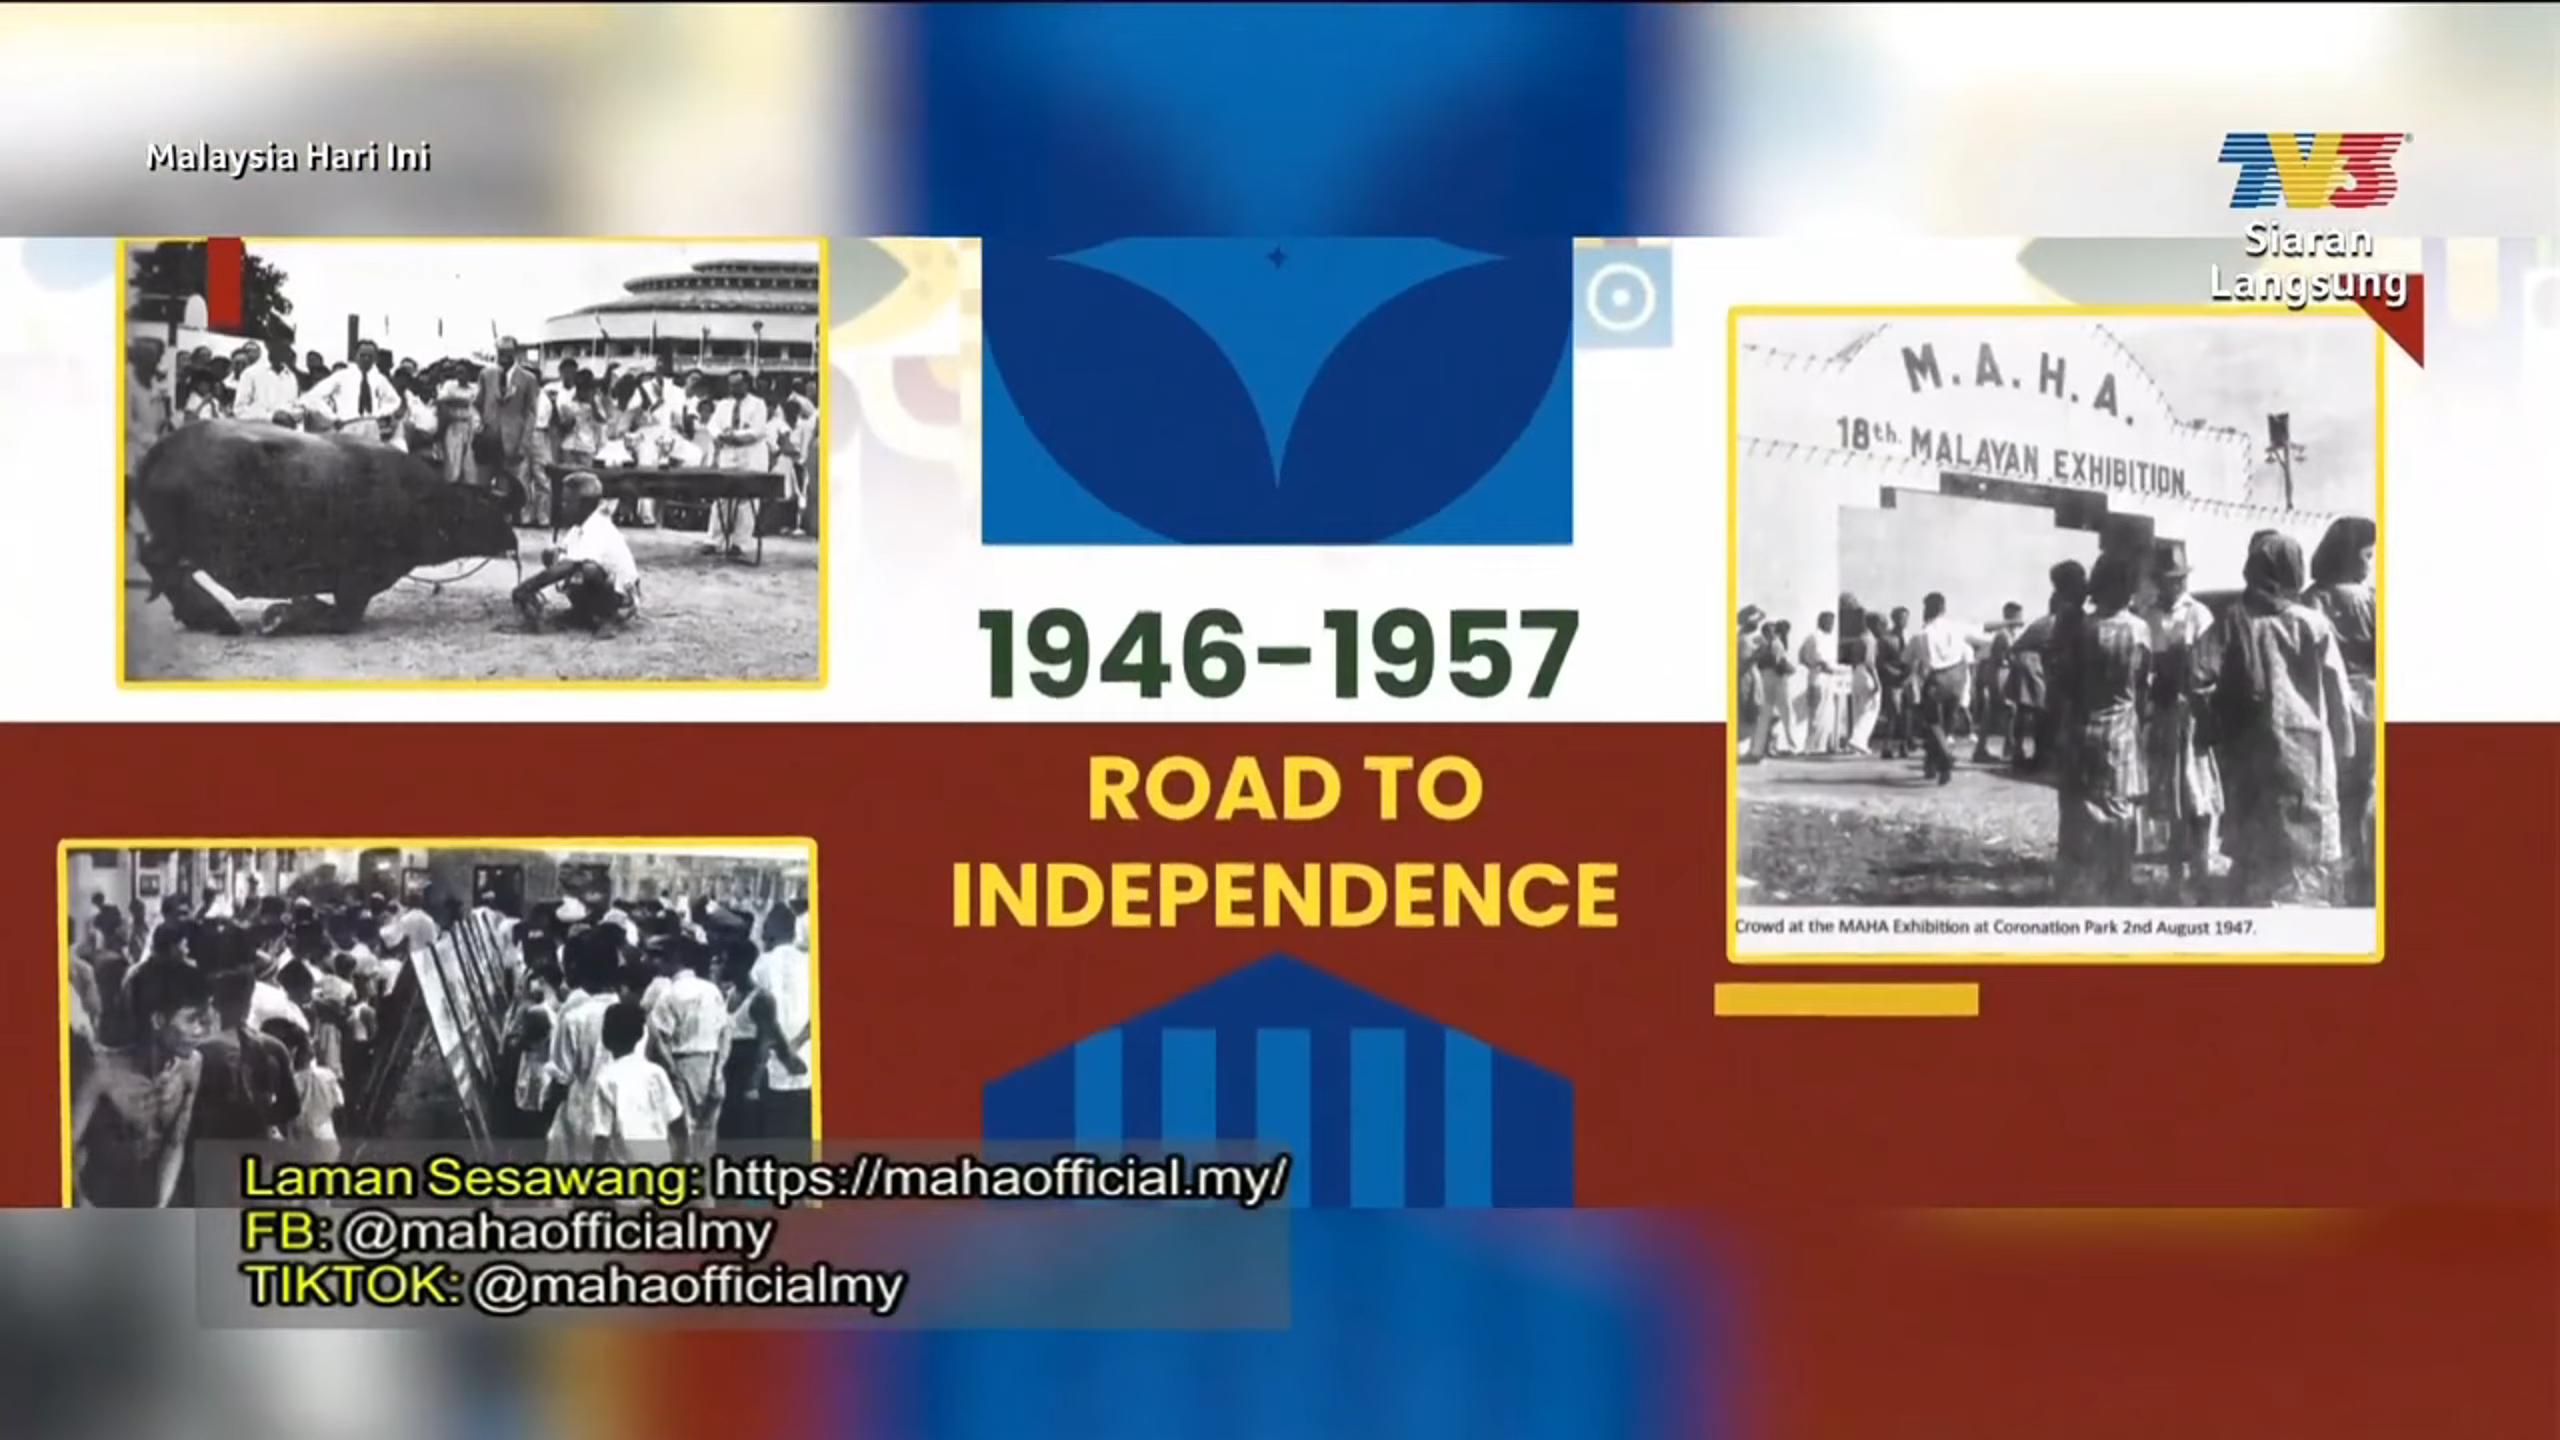 Malaysia Hari Ini
TV3
Siaran
Langsung
M.A.H.A.
18th. MALAYAN EXHIBITION
1946-1957
ROAD TO
INDEPENDENCE
Crowd at the MAHA Exhibition at Coronation Park 2nd August 1947.
Laman Sesawang: https://mahaofficial.my/
FB: @mahaofficialmy
TIKTOK: @mahaofficialmy